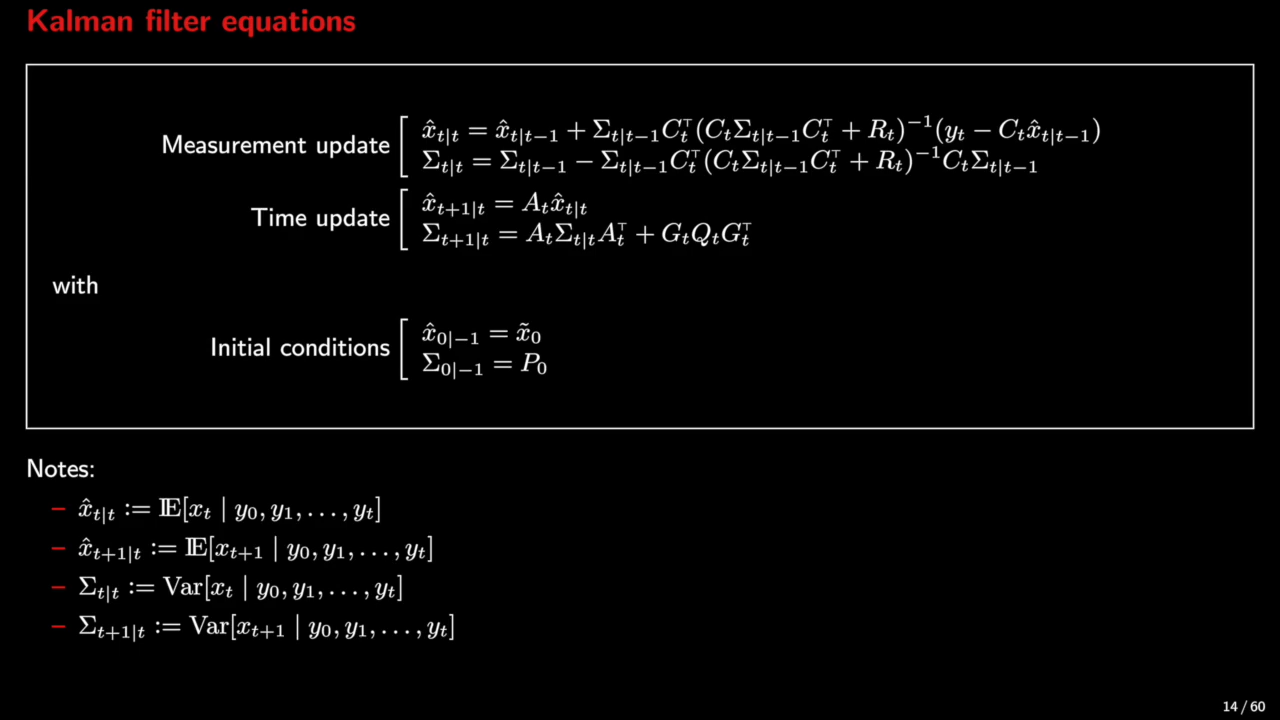 Kalman filter equations
Measurement update
x̂_{t|t} = x̂_{t|t−1} + Σ_{t|t−1}C_t^⊤(C_tΣ_{t|t−1}C_t^⊤ + R_t)^{−1}(y_t − C_tx̂_{t|t−1})
Σ_{t|t} = Σ_{t|t−1} − Σ_{t|t−1}C_t^⊤(C_tΣ_{t|t−1}C_t^⊤ + R_t)^{−1}C_tΣ_{t|t−1}
Time update
x̂_{t+1|t} = A_tx̂_{t|t}
Σ_{t+1|t} = A_tΣ_{t|t}A_t^⊤ + G_tQ_tG_t^⊤
with
Initial conditions
x̂_{0|−1} = x̃_0
Σ_{0|−1} = P_0
Notes:
– x̂_{t|t} := 𝔼[x_t | y_0, y_1, . . . , y_t]
– x̂_{t+1|t} := 𝔼[x_{t+1} | y_0, y_1, . . . , y_t]
– Σ_{t|t} := Var[x_t | y_0, y_1, . . . , y_t]
– Σ_{t+1|t} := Var[x_{t+1} | y_0, y_1, . . . , y_t]
14 / 60